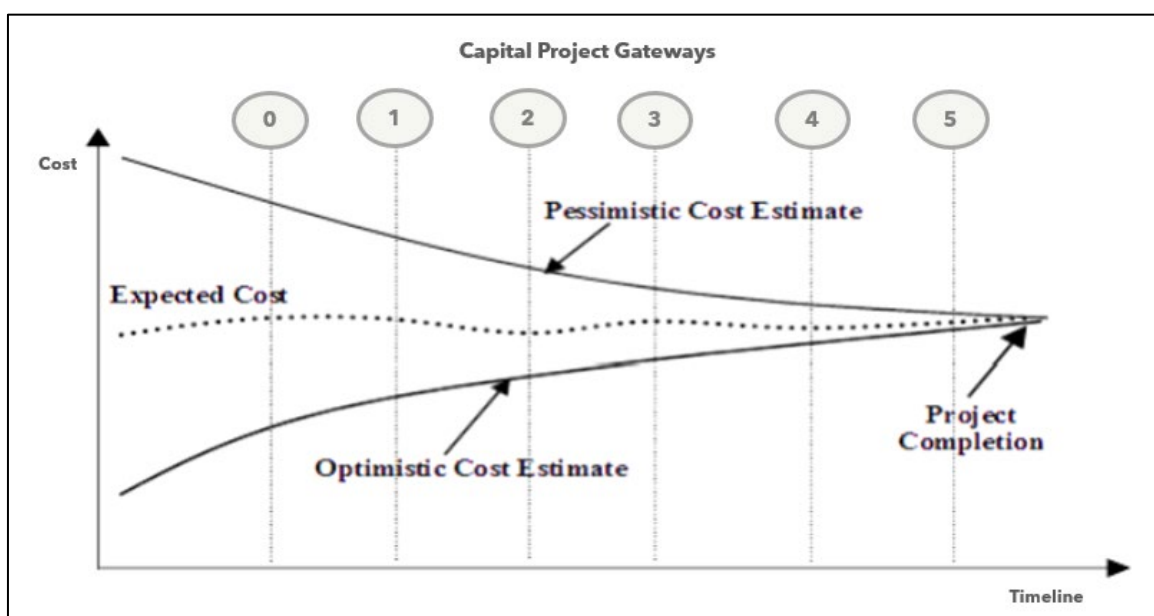 Capital Project Gateways
0
1
2
3
4
5
Cost
Pessimistic Cost Estimate
Expected Cost
Project
Completion
Optimistic Cost Estimate
Timeline